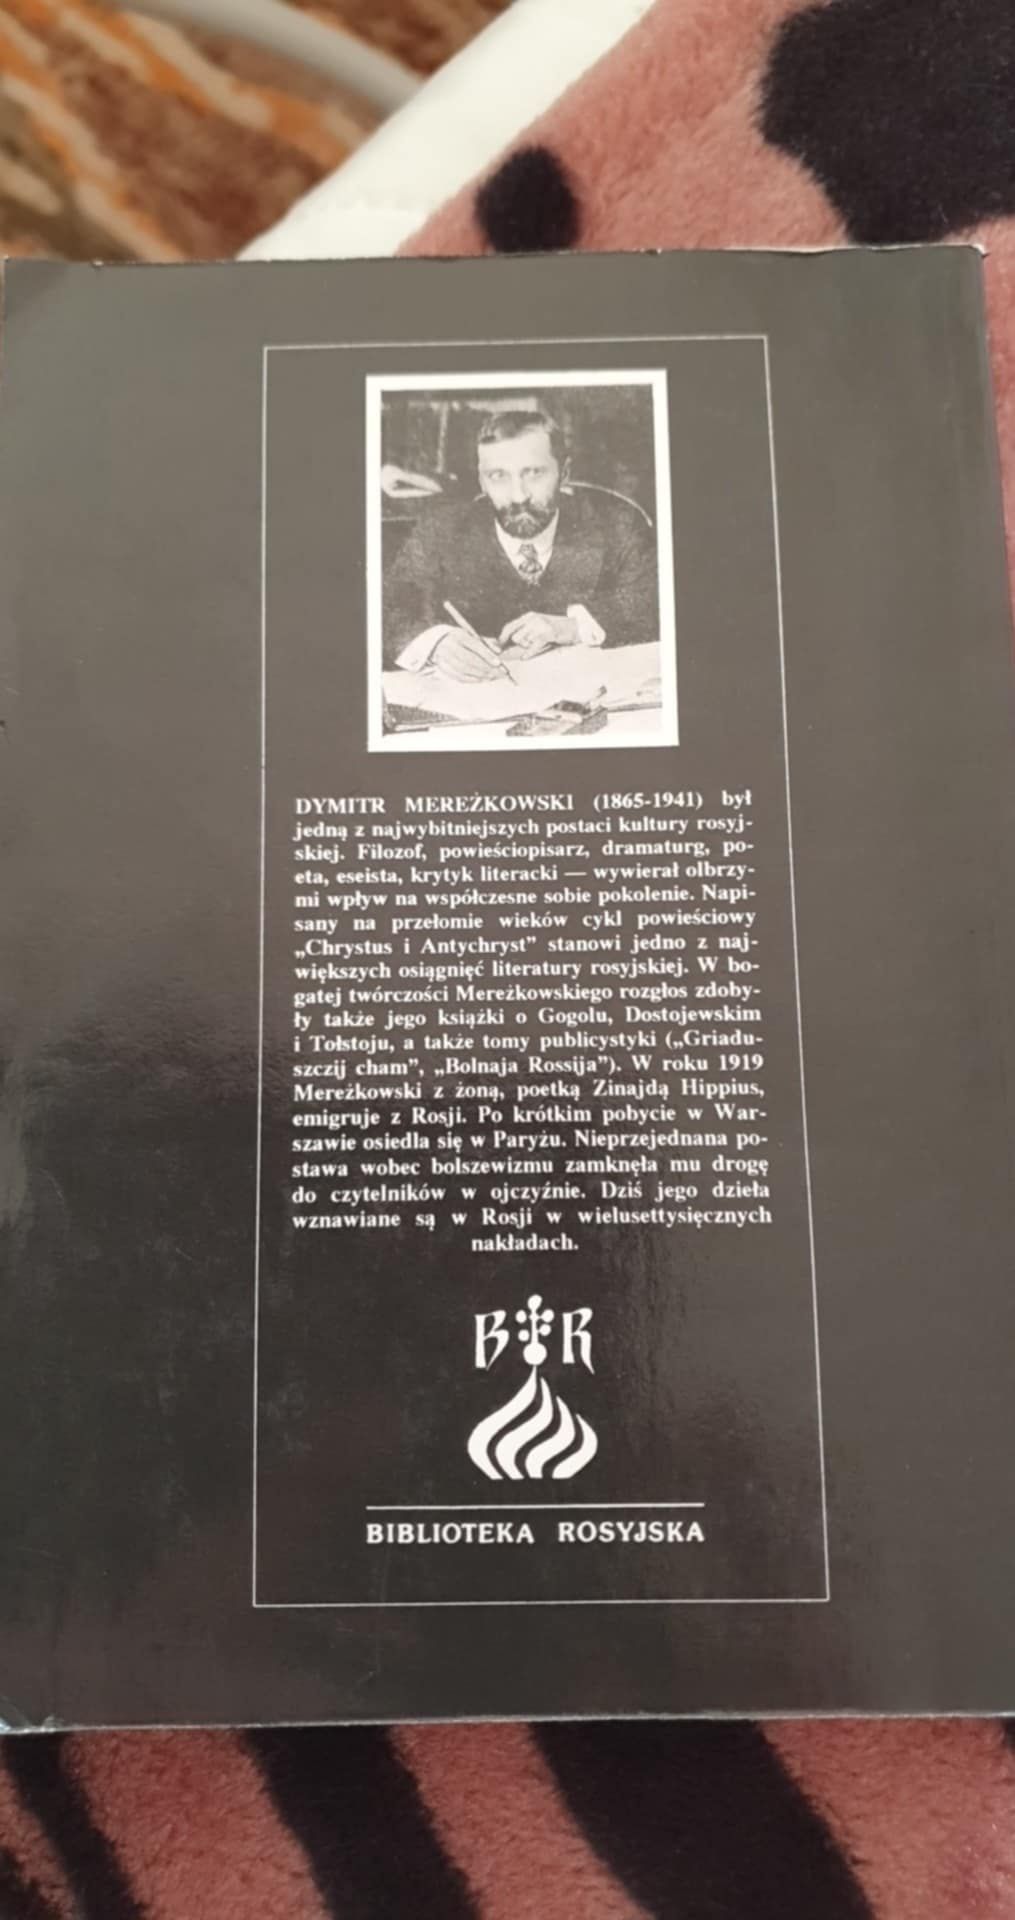 DYMITR MEREŻKOWSKI (1865-1941) był
jedną z najwybitniejszych postaci kultury rosyj-
skiej. Filozof, powieściopisarz, dramaturg, po-
eta, eseista, krytyk literacki — wywierał olbrzy-
mi wpływ na współczesne sobie pokolenie. Napi-
sany na przełomie wieków cykl powieściowy
„Chrystus i Antychryst” stanowi jedno z naj-
większych osiągnięć literatury rosyjskiej. W bo-
gatej twórczości Mereżkowskiego rozgłos zdoby-
ły także jego książki o Gogolu, Dostojewskim
i Tołstoju, a także tomy publicystyki („Griadu-
szczij cham”, „Bolnaja Rossija”). W roku 1919
Mereżkowski z żoną, poetką Zinajdą Hippius,
emigruje z Rosji. Po krótkim pobycie w War-
szawie osiedla się w Paryżu. Nieprzejednana po-
stawa wobec bolszewizmu zamknęła mu drogę
do czytelników w ojczyźnie. Dziś jego dzieła
wznawiane są w Rosji w wielusettysięcznych
nakładach.
B R
BIBLIOTEKA ROSYJSKA